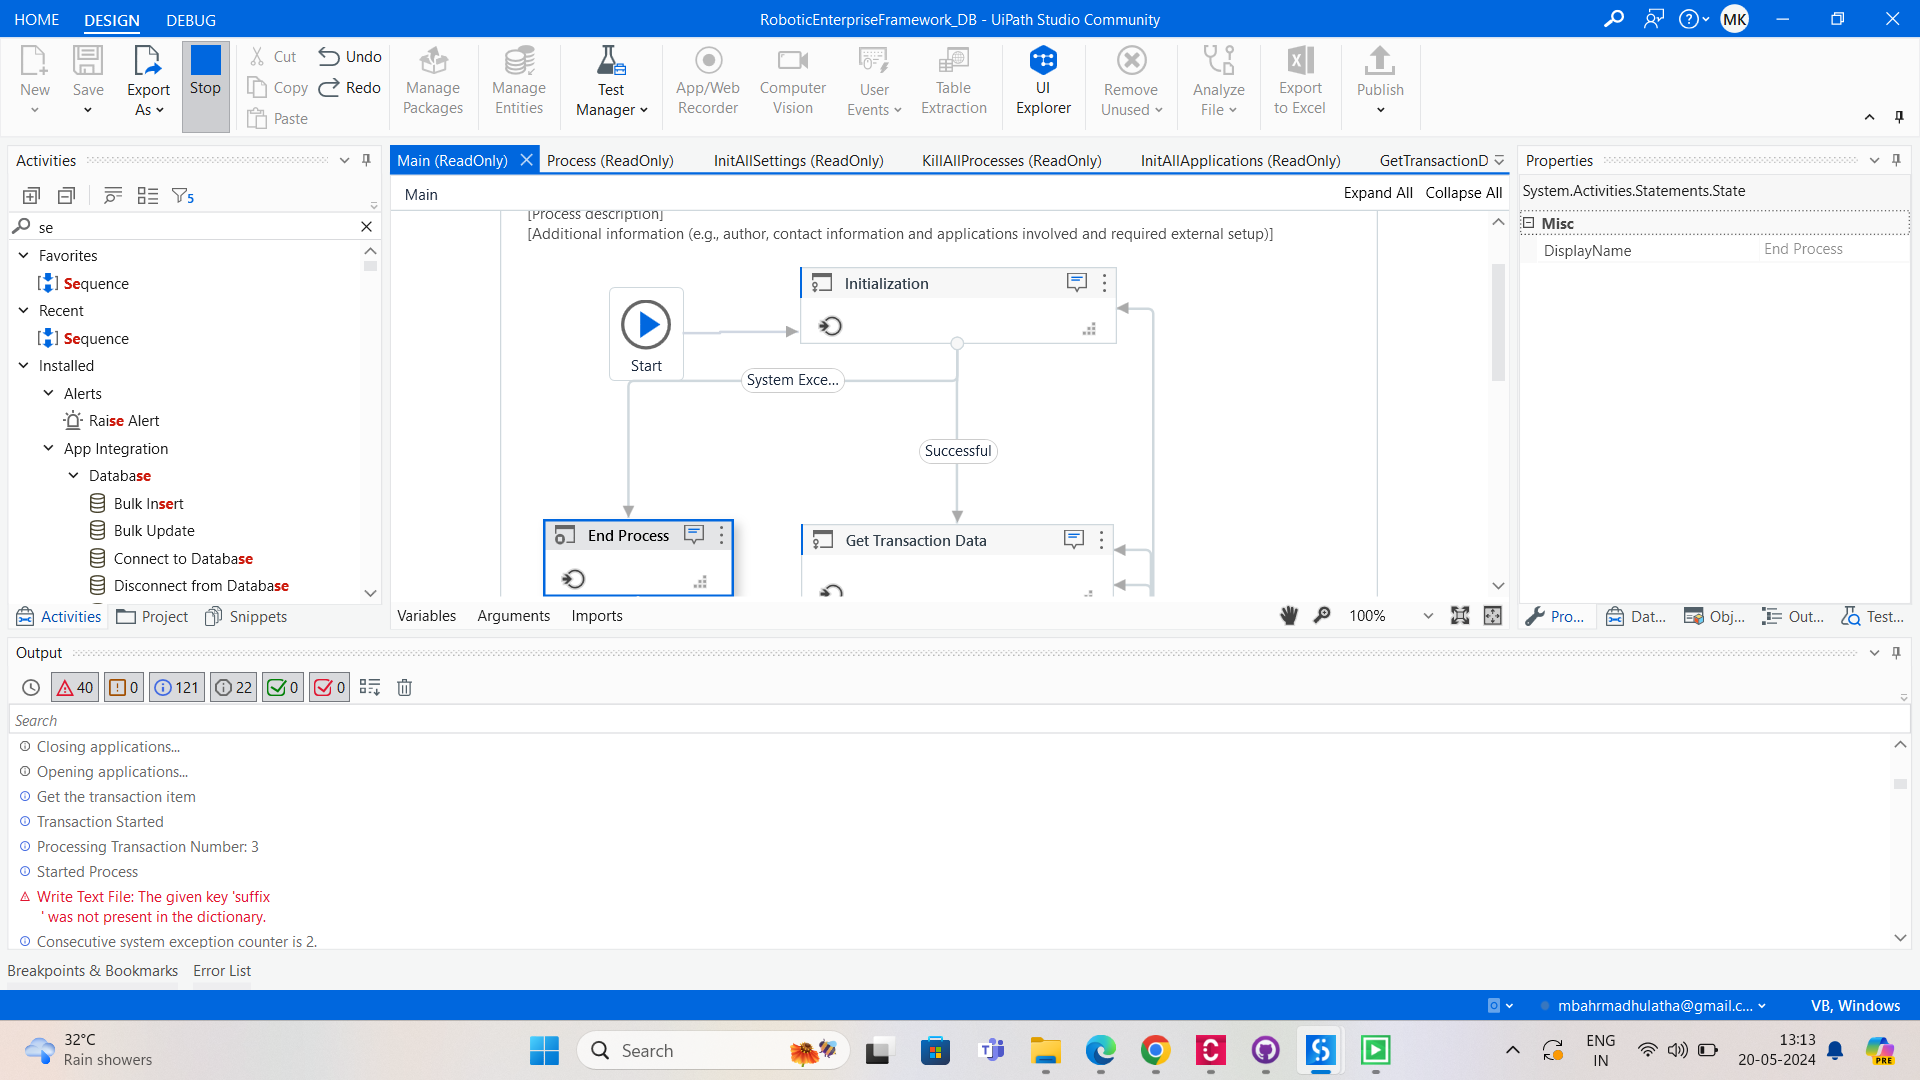 HOME DESIGN DEBUG
RoboticEnterpriseFramework_DB - UiPath Studio Community
MK
New
Save
Export As
Stop
Cut
Copy
Paste
Undo
Redo
Manage Packages
Manage Entities
Test Manager
App/Web Recorder
Computer Vision
User Events
Table Extraction
UI Explorer
Remove Unused
Analyze File
Export to Excel
Publish
Activities
5
se
Favorites
Sequence
Recent
Sequence
Installed
Alerts
Raise Alert
App Integration
Database
Bulk Insert
Bulk Update
Connect to Database
Disconnect from Database
Activities Project Snippets
Main (ReadOnly) Process (ReadOnly) InitAllSettings (ReadOnly) KillAllProcesses (ReadOnly) InitAllApplications (ReadOnly) GetTransactionD
Main
Expand All Collapse All
[Process description]
[Additional information (e.g., author, contact information and applications involved and required external setup)]
Initialization
Start
System Exce...
Successful
End Process
Get Transaction Data
Variables Arguments Imports
100%
Properties
System.Activities.Statements.State
Misc
DisplayName End Process
Pro... Dat... Obj... Out... Test...
Output
40 0 121 22 0 0
Search
Closing applications...
Opening applications...
Get the transaction item
Transaction Started
Processing Transaction Number: 3
Started Process
Write Text File: The given key 'suffix
' was not present in the dictionary.
Consecutive system exception counter is 2.
Breakpoints & Bookmarks Error List
mbahrmadhulatha@gmail.c... VB, Windows
32°C
Rain showers
Search
ENG
IN
13:13
20-05-2024
PRE